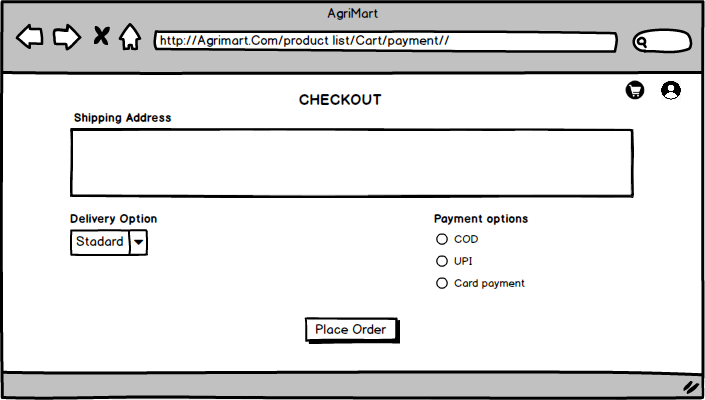 AgriMart
http://Agrimart.Com/product list/Cart/payment//
CHECKOUT
Shipping Address
Delivery Option
Stadard
Payment options
COD
UPI
Card payment
Place Order